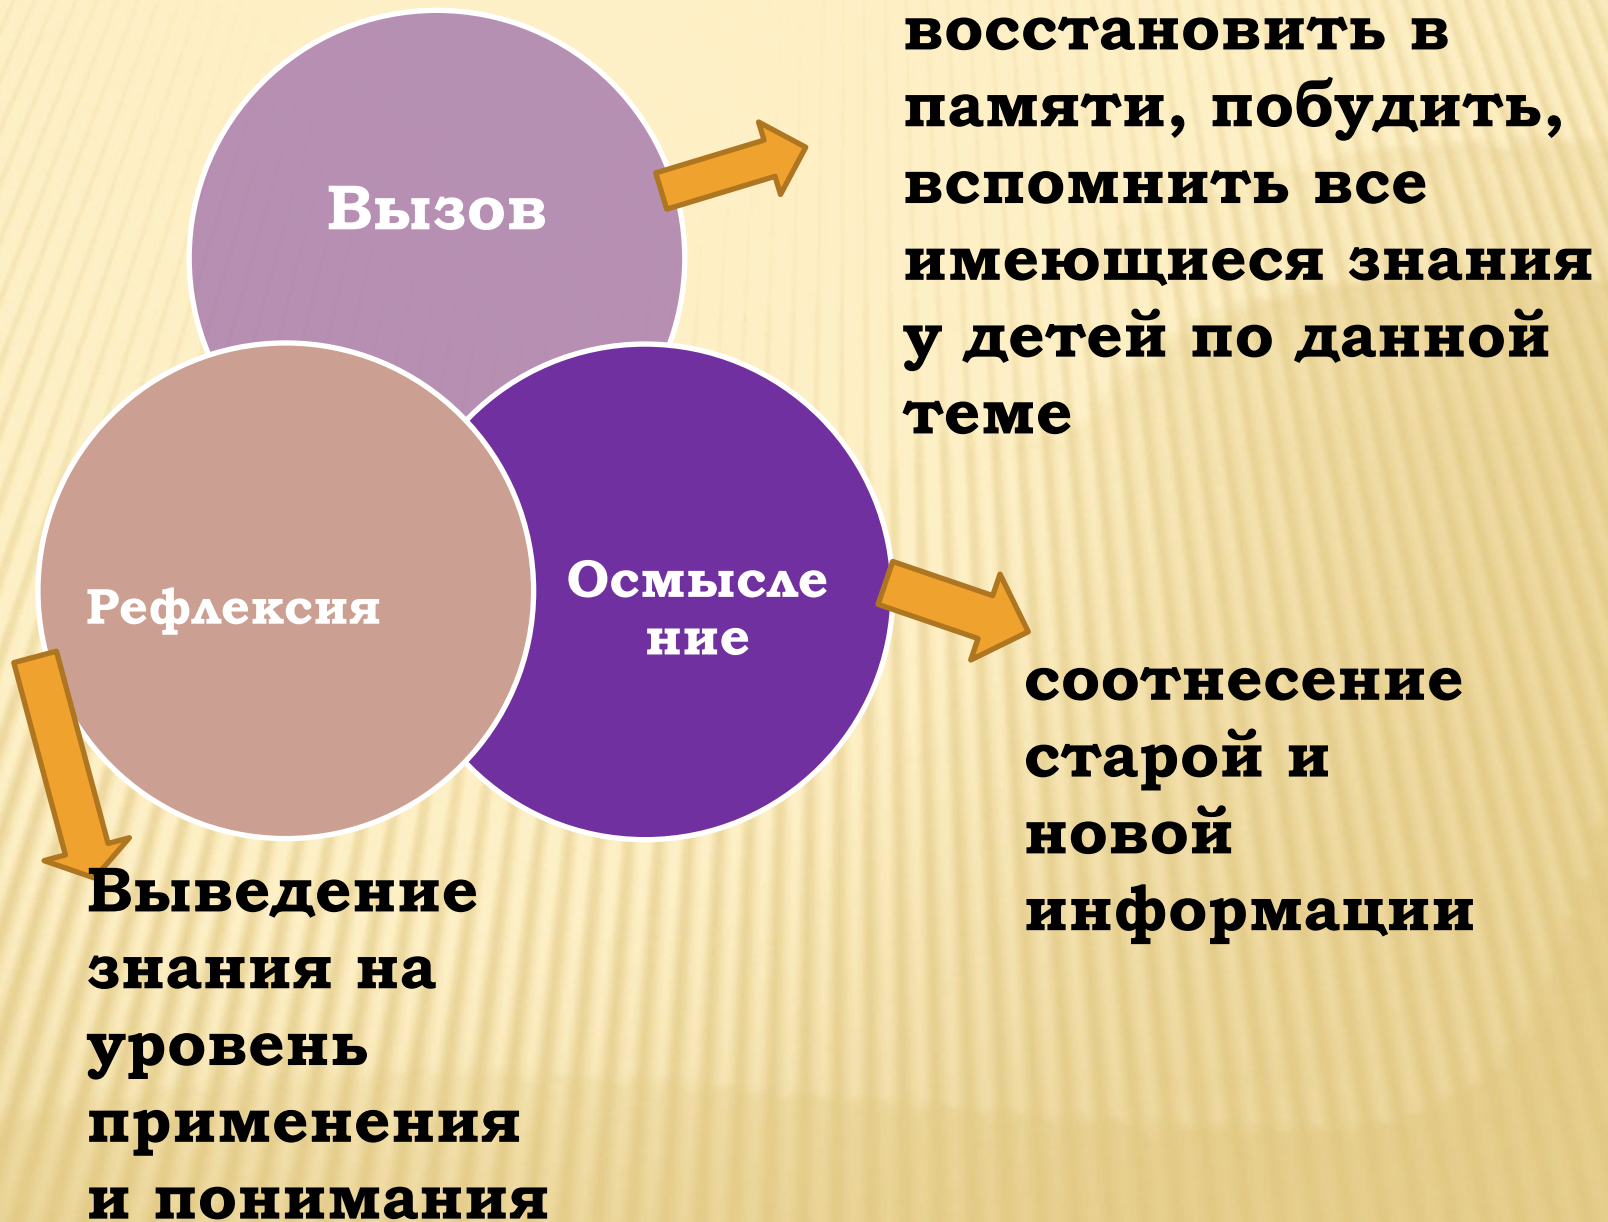 Вызов
восстановить в
памяти, побудить,
вспомнить все
имеющиеся знания
у детей по данной
теме
Осмысле
ние
соотнесение
старой и
новой
информации
Рефлексия
Выведение
знания на
уровень
применения
и понимания